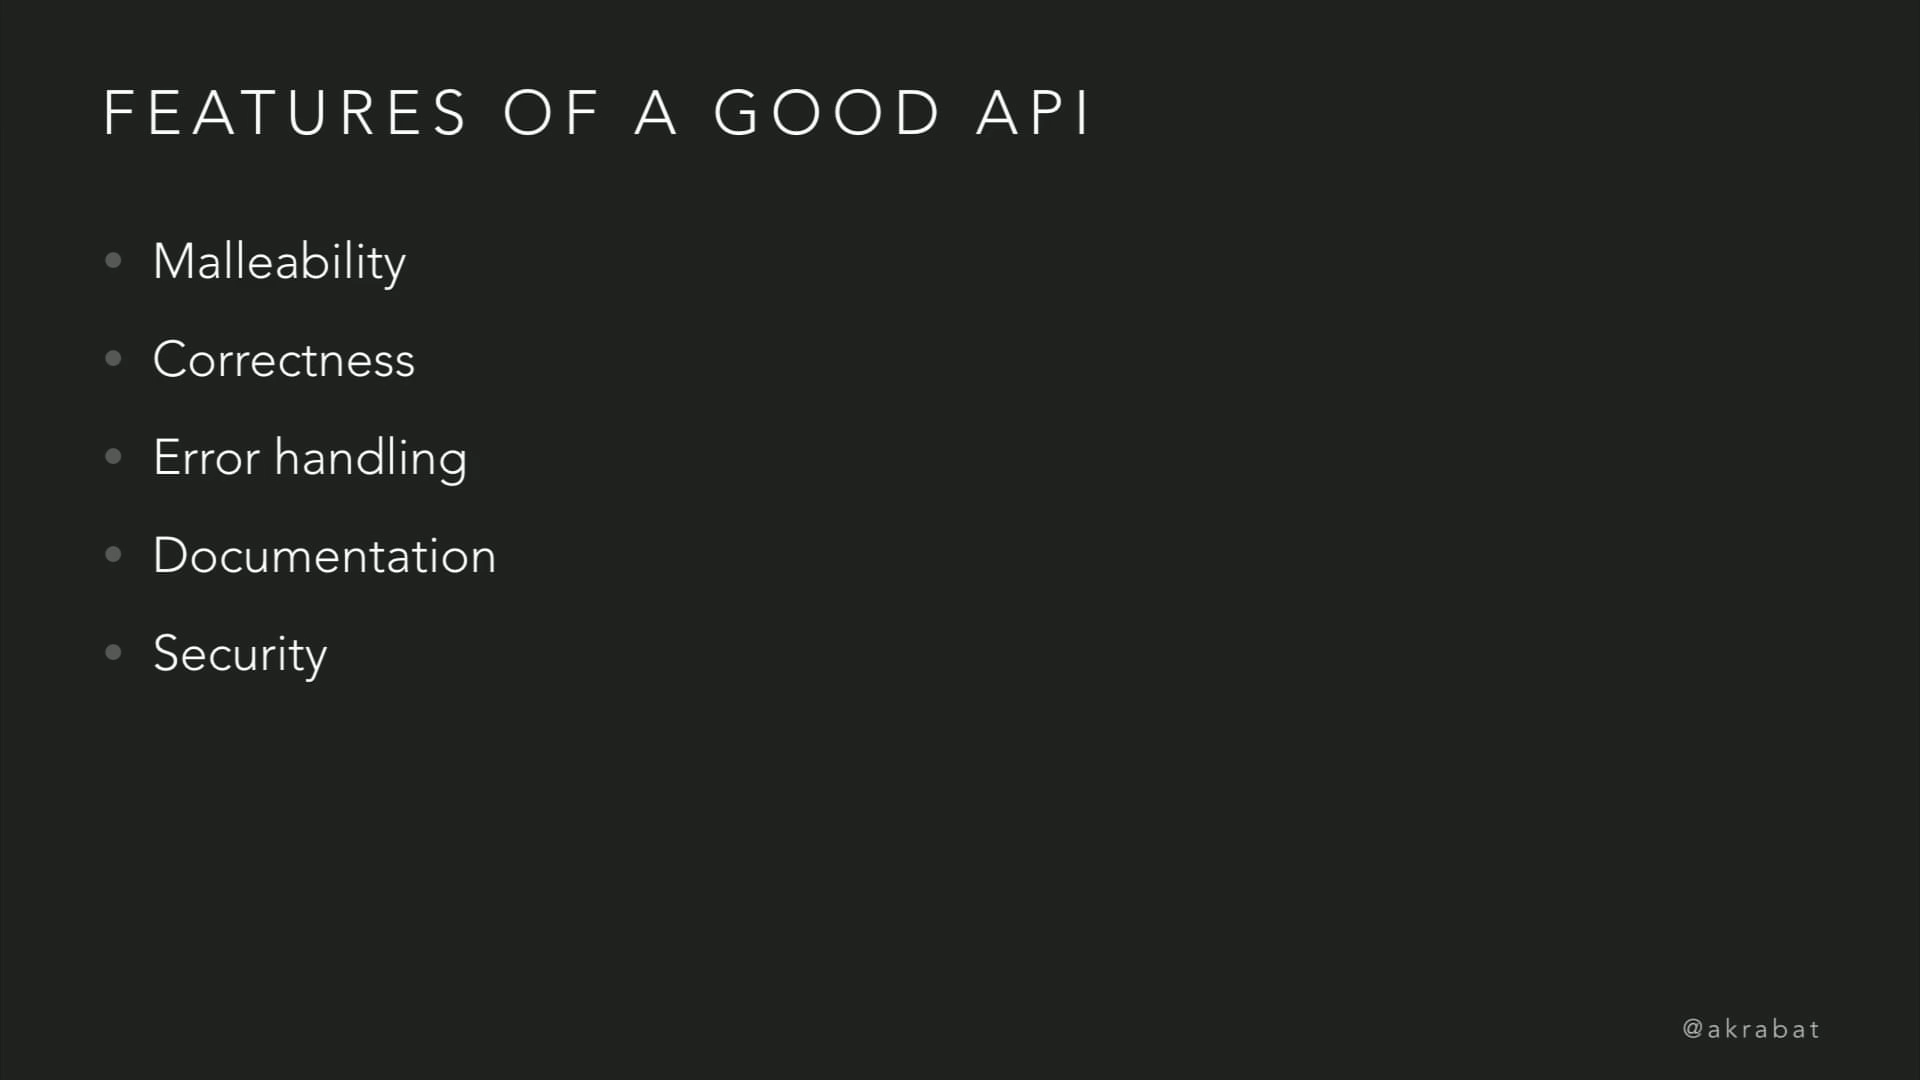 FEATURES OF A GOOD API
• Malleability
• Correctness
• Error handling
• Documentation
• Security
@akrabat